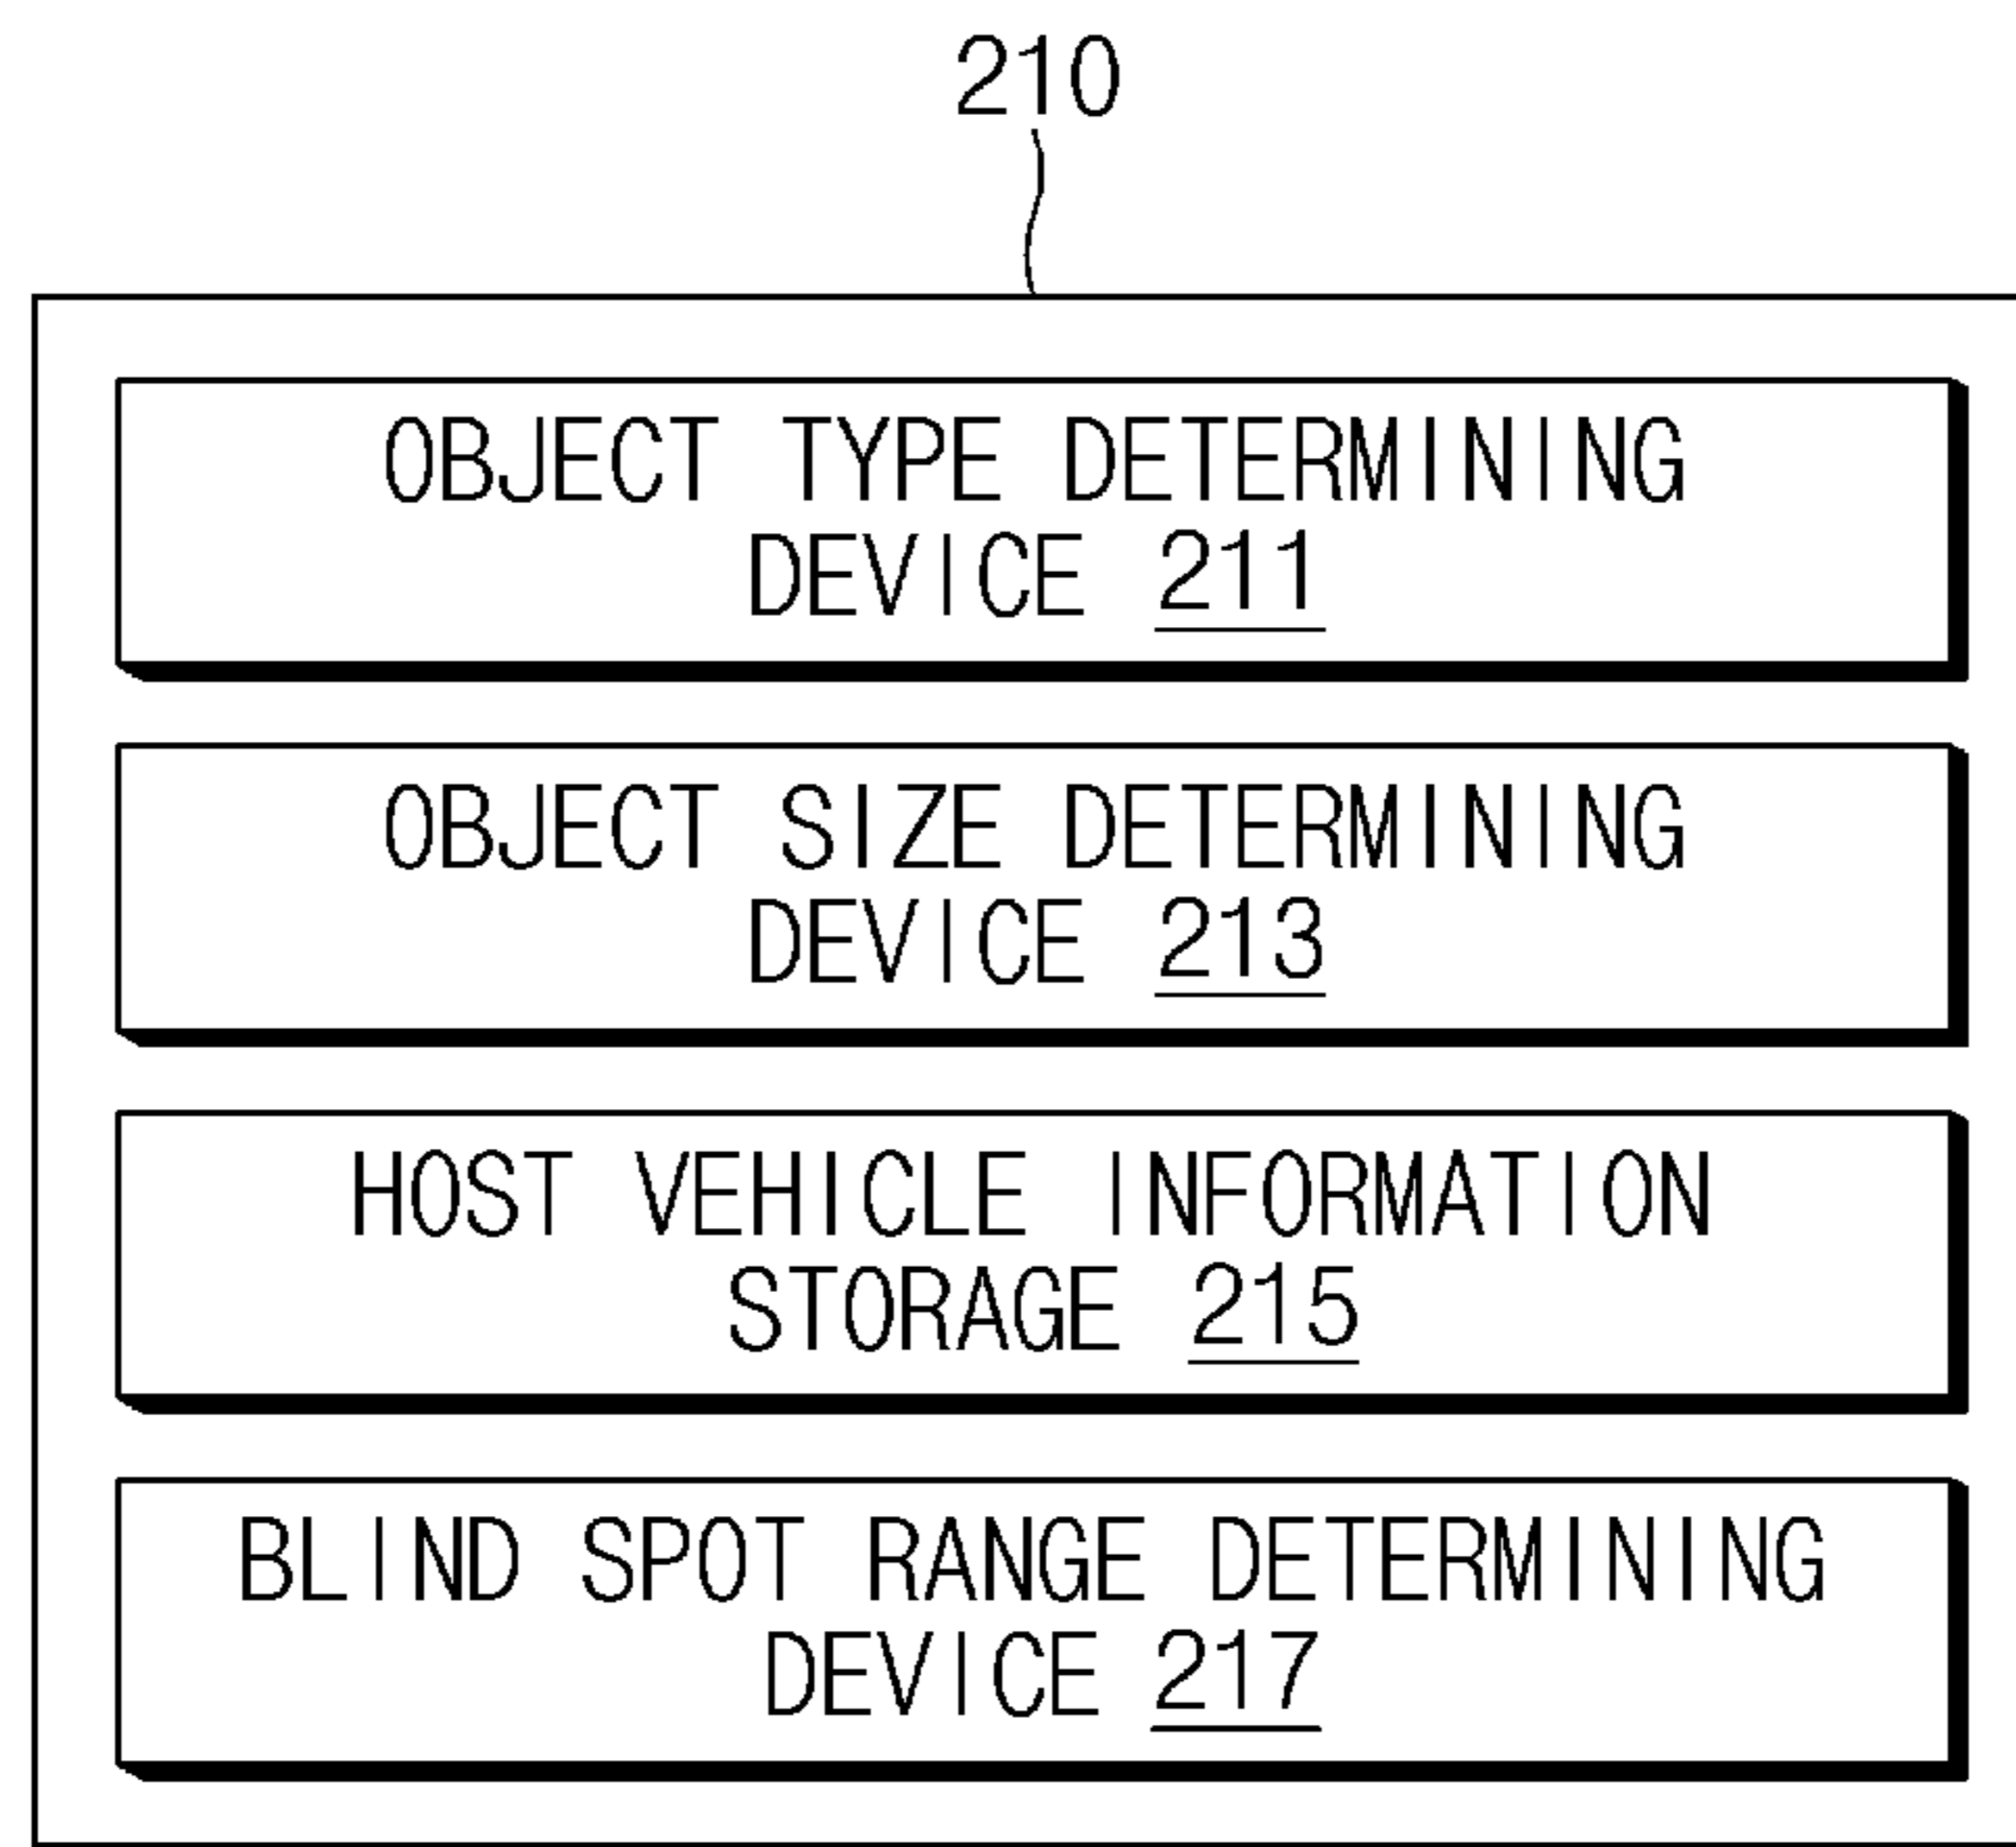 210
OBJECT TYPE DETERMINING
DEVICE 211
OBJECT SIZE DETERMINING
DEVICE 213
HOST VEHICLE INFORMATION
STORAGE 215
BLIND SPOT RANGE DETERMINING
DEVICE 217